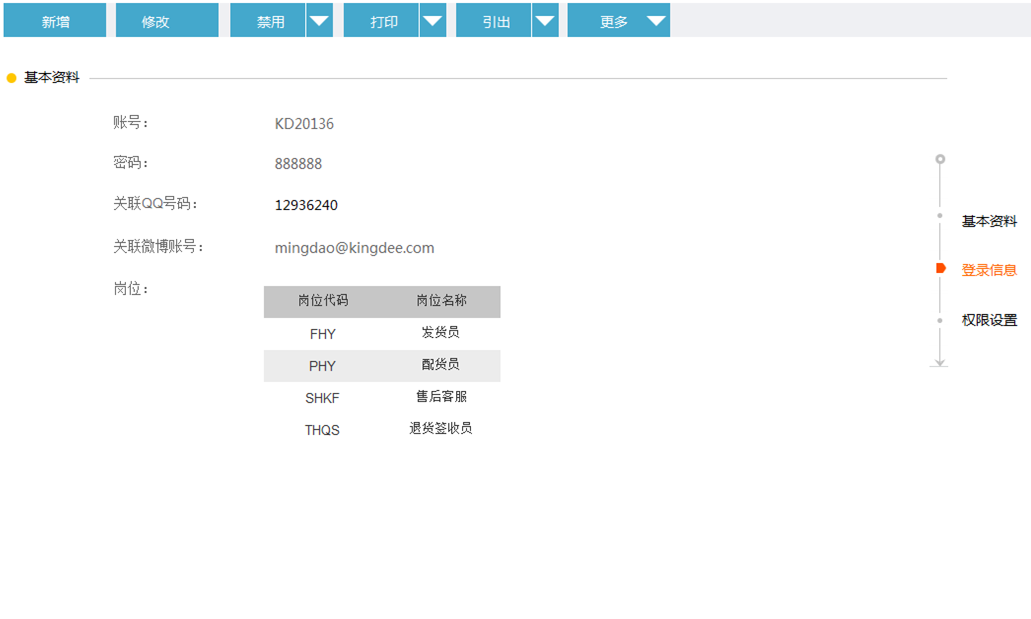 新增 修改 禁用 打印 引出 更多
基本资料
账号：KD20136
密码：888888
关联QQ号码：12936240
关联微博账号：mingdao@kingdee.com
岗位：
岗位代码 岗位名称
FHY 发货员
PHY 配货员
SHKF 售后客服
THQS 退货签收员
基本资料
登录信息
权限设置